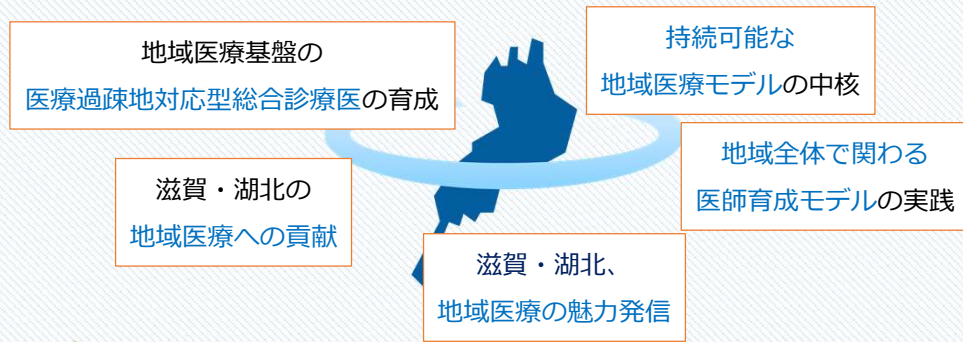 地域医療基盤の
医療過疎地対応型総合診療医の育成
持続可能な
地域医療モデルの中核
地域全体で関わる
医師育成モデルの実践
滋賀・湖北の
地域医療への貢献
滋賀・湖北、
地域医療の魅力発信